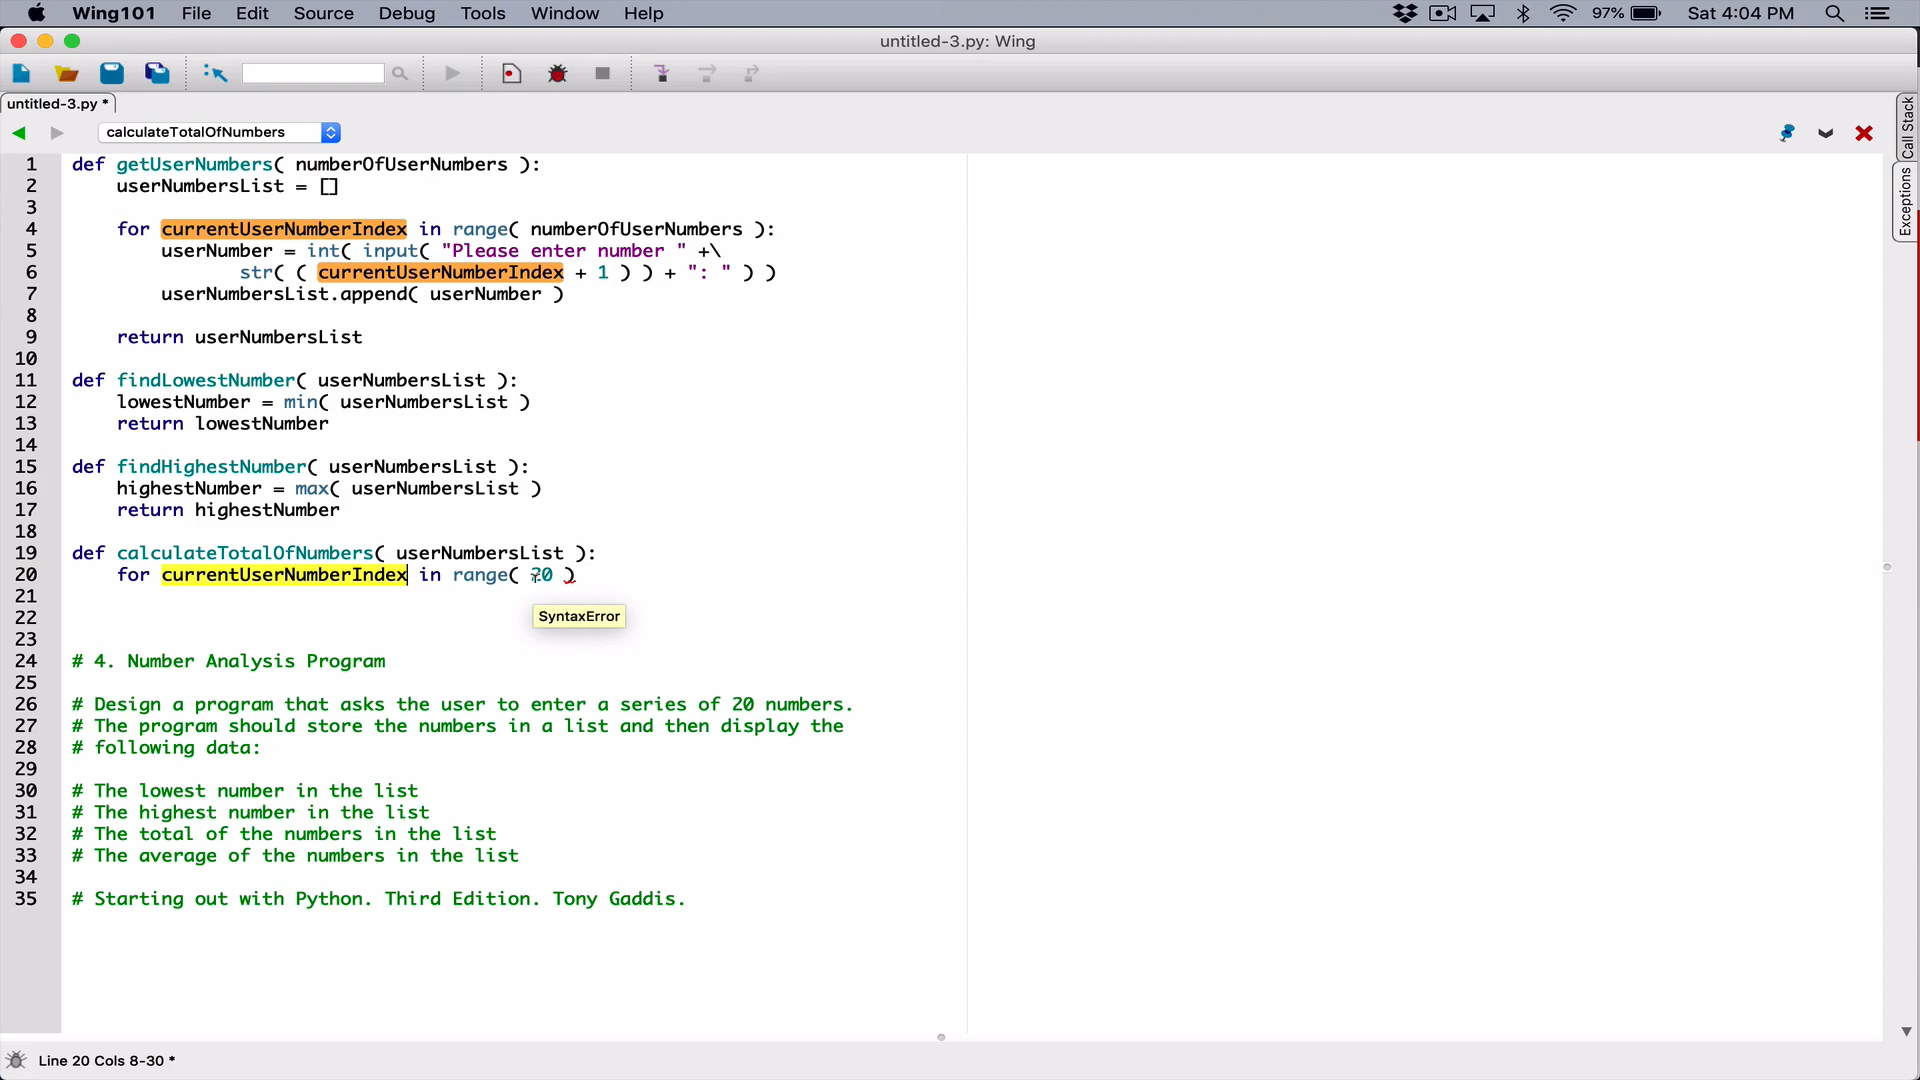 Wing101 File Edit Source Debug Tools Window Help 97% Sat 4:04 PM
untitled-3.py: Wing
untitled-3.py *
calculateTotalOfNumbers
Call Stack
Exceptions
1 def getUserNumbers( numberOfUserNumbers ):
2 userNumbersList = []
3
4 for currentUserNumberIndex in range( numberOfUserNumbers ):
5 userNumber = int( input( "Please enter number " +\
6 str( ( currentUserNumberIndex + 1 ) ) + ": " ) )
7 userNumbersList.append( userNumber )
8
9 return userNumbersList
10
11 def findLowestNumber( userNumbersList ):
12 lowestNumber = min( userNumbersList )
13 return lowestNumber
14
15 def findHighestNumber( userNumbersList ):
16 highestNumber = max( userNumbersList )
17 return highestNumber
18
19 def calculateTotalOfNumbers( userNumbersList ):
20 for currentUserNumberIndex in range( 20 )
21
22
SyntaxError
23
24 # 4. Number Analysis Program
25
26 # Design a program that asks the user to enter a series of 20 numbers.
27 # The program should store the numbers in a list and then display the
28 # following data:
29
30 # The lowest number in the list
31 # The highest number in the list
32 # The total of the numbers in the list
33 # The average of the numbers in the list
34
35 # Starting out with Python. Third Edition. Tony Gaddis.
Line 20 Cols 8-30 *